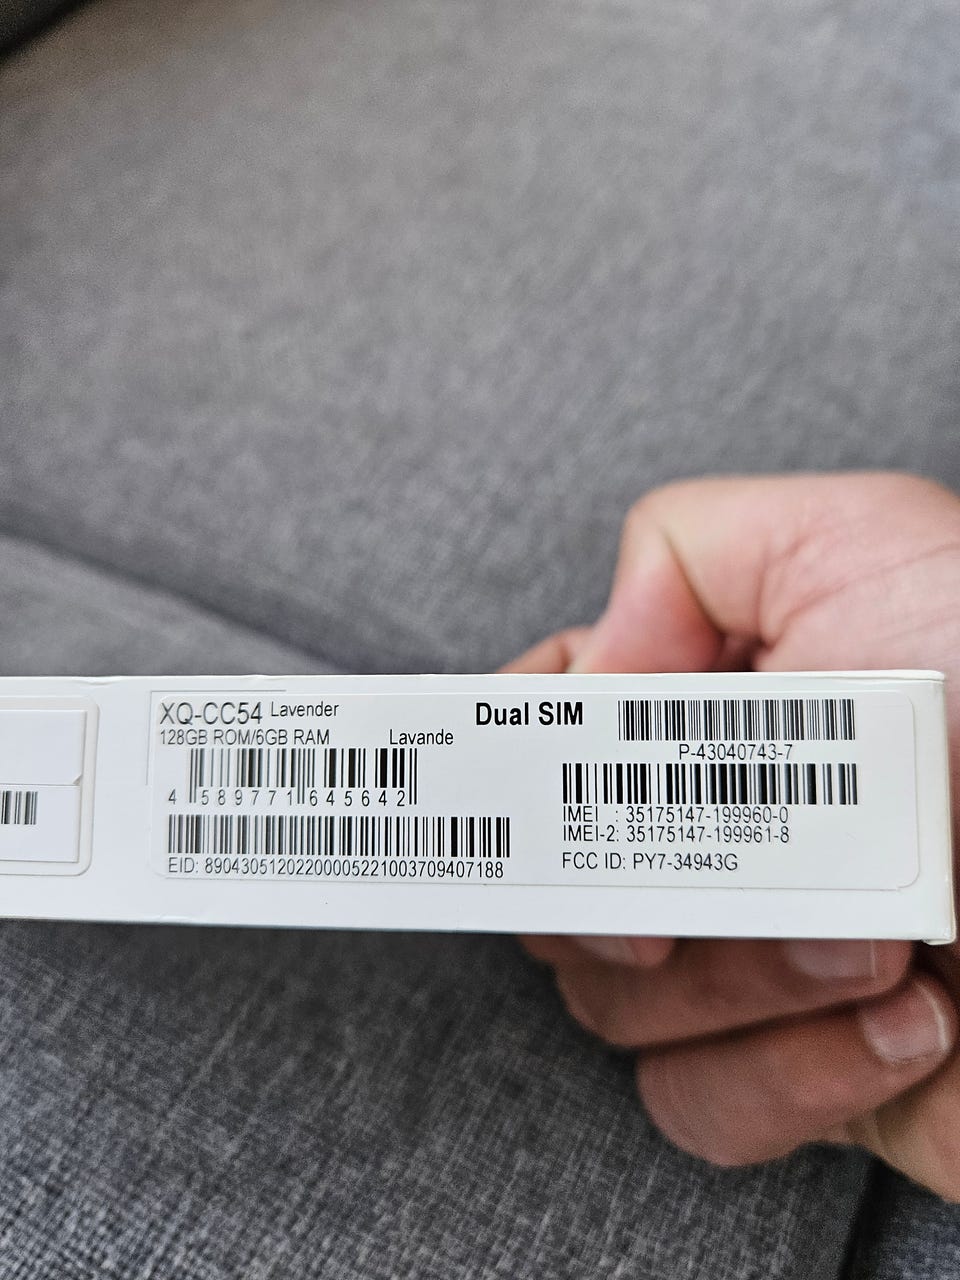 XQ-CC54 Lavender
128GB ROM/6GB RAM Lavande
4 589771 645642
EID: 89043051202200005221003709407188
Dual SIM
P-43040743-7
IMEI : 35175147-199960-0
IMEI-2: 35175147-199961-8
FCC ID: PY7-34943G